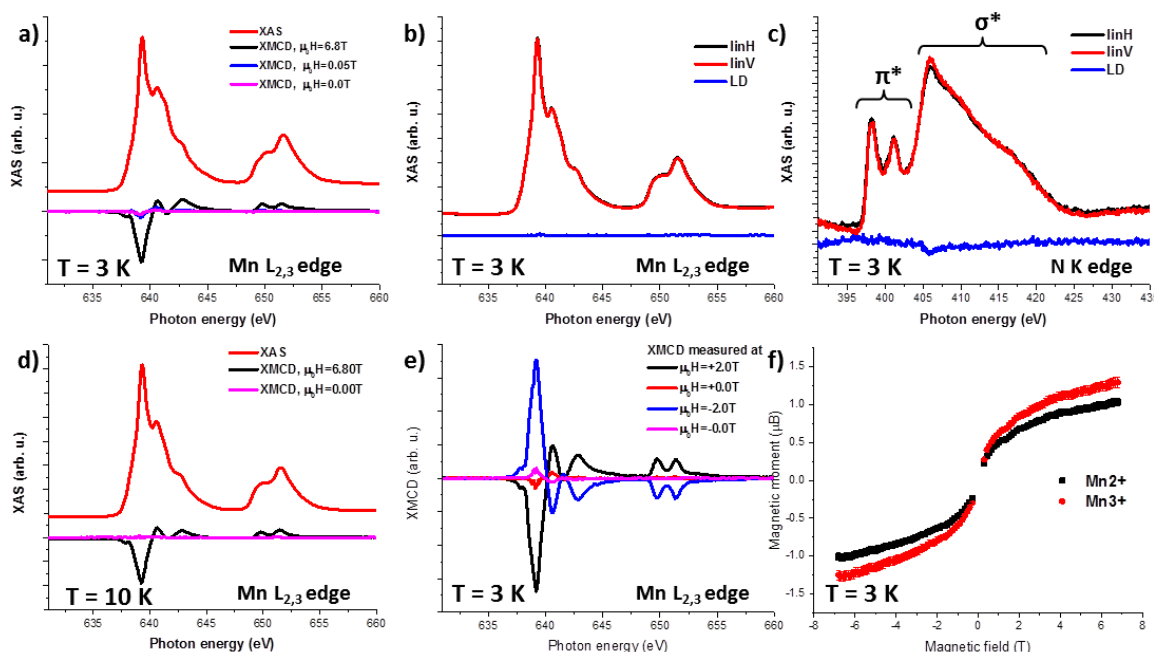 a)
XAS
XMCD, μ₀H=6.8T
XMCD, μ₀H=0.05T
XMCD, μ₀H=0.0T
XAS (arb. u.)
T = 3 K
Mn L₂,₃ edge
635 640 645 650 655 660
Photon energy (eV)
b)
linH
linV
LD
XAS (arb. u.)
T = 3 K
Mn L₂,₃ edge
635 640 645 650 655 660
Photon energy (eV)
c)
σ*
π*
linH
linV
LD
XAS (arb. u.)
T = 3 K
N K edge
395 400 405 410 415 420 425 430 435
Photon energy (eV)
d)
XAS
XMCD, μ₀H=6.80T
XMCD, μ₀H=0.00T
XAS (arb. u.)
T = 10 K
Mn L₂,₃ edge
635 640 645 650 655 660
Photon energy (eV)
e)
XMCD measured at
μ₀H=+2.0T
μ₀H=+0.0T
μ₀H=-2.0T
μ₀H=-0.0T
XMCD (arb. u.)
T = 3 K
Mn L₂,₃ edge
635 640 645 650 655 660
Photon energy (eV)
f)
Magnetic moment (μB)
1.5
1.0
0.5
0.0
-0.5
-1.0
-1.5
Mn2+
Mn3+
T = 3 K
-8 -6 -4 -2 0 2 4 6 8
Magnetic field (T)